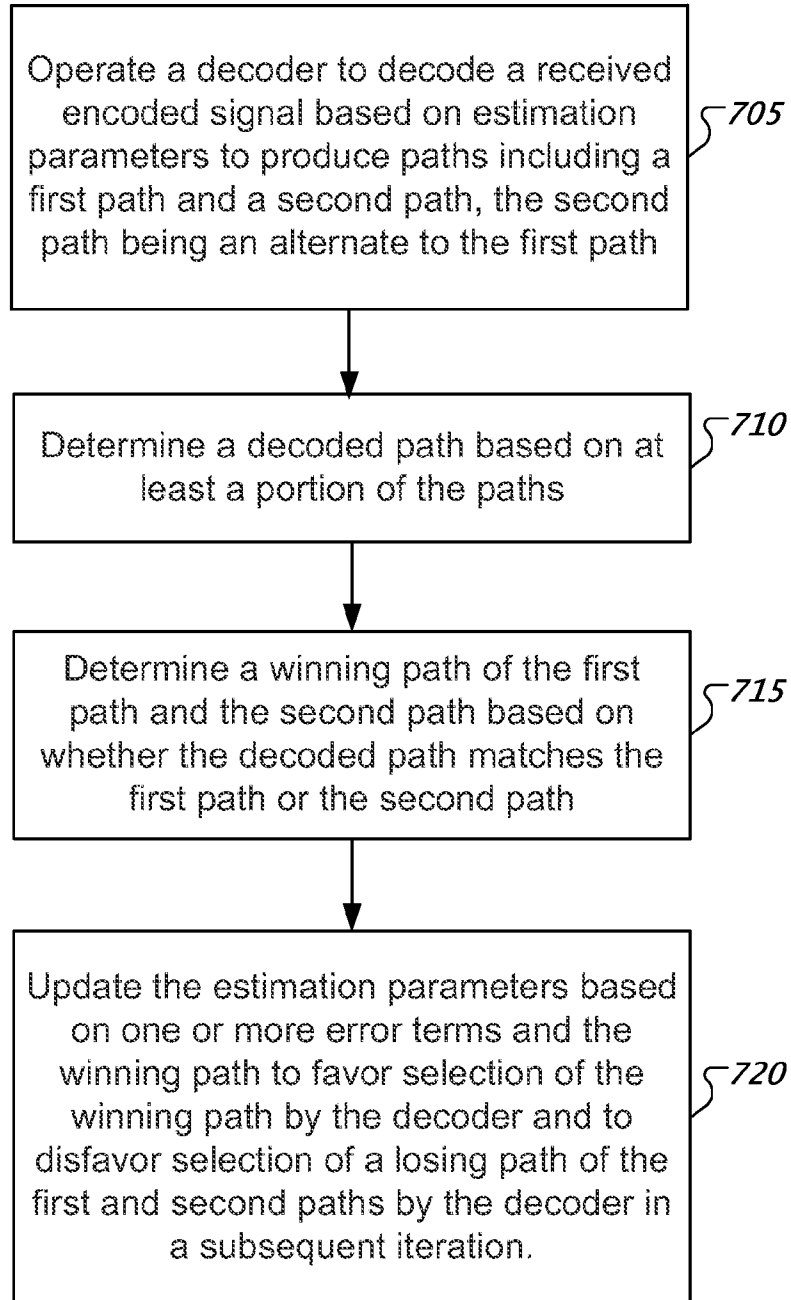 Operate a decoder to decode a received
encoded signal based on estimation
parameters to produce paths including a
first path and a second path, the second
path being an alternate to the first path
705
Determine a decoded path based on at
least a portion of the paths
710
Determine a winning path of the first
path and the second path based on
whether the decoded path matches the
first path or the second path
715
Update the estimation parameters based
on one or more error terms and the
winning path to favor selection of the
winning path by the decoder and to
disfavor selection of a losing path of the
first and second paths by the decoder in
a subsequent iteration.
720